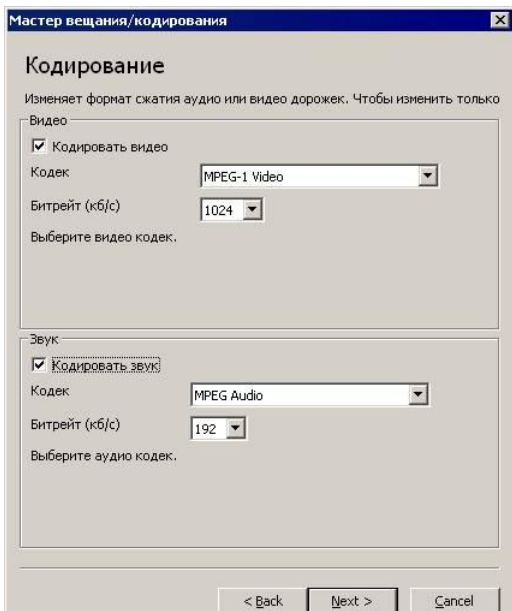 Мастер вещания/кодирования
Кодирование
Изменяет формат сжатия аудио или видео дорожек. Чтобы изменить только
Видео
Кодировать видео
Кодек MPEG-1 Video
Битрейт (кб/с) 1024
Выберите видео кодек.
Звук
Кодировать звук
Кодек MPEG Audio
Битрейт (кб/с) 192
Выберите аудио кодек.
< Back Next > Cancel